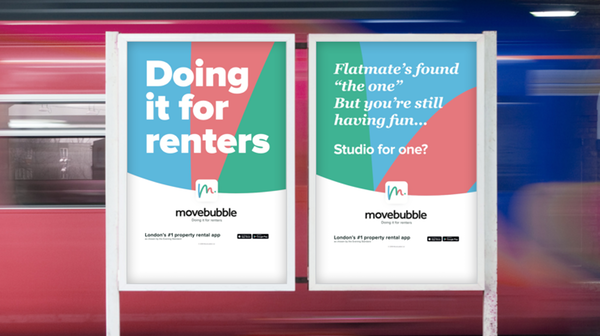 Doing
it for
renters
m.
movebubble
Doing it for renters
London's #1 property rental app
Flatmate's found
“the one”
But you're still
having fun...
Studio for one?
m.
movebubble
Doing it for renters
London's #1 property rental app